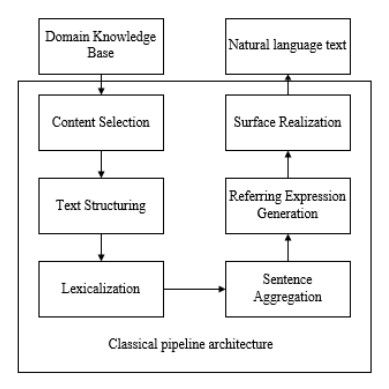 Domain Knowledge
Base
Natural language text
Content Selection
Surface Realization
Text Structuring
Referring Expression
Generation
Lexicalization
Sentence
Aggregation
Classical pipeline architecture